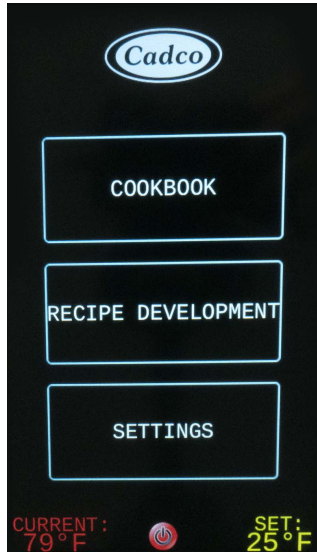 Cadco
COOKBOOK
RECIPE DEVELOPMENT
SETTINGS
CURRENT: SET:
79°F 25°F